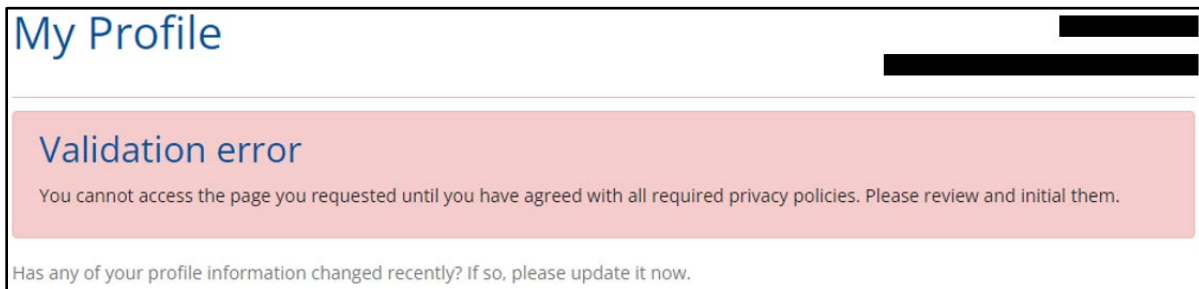 My Profile
Validation error
You cannot access the page you requested until you have agreed with all required privacy policies. Please review and initial them.
Has any of your profile information changed recently? If so, please update it now.